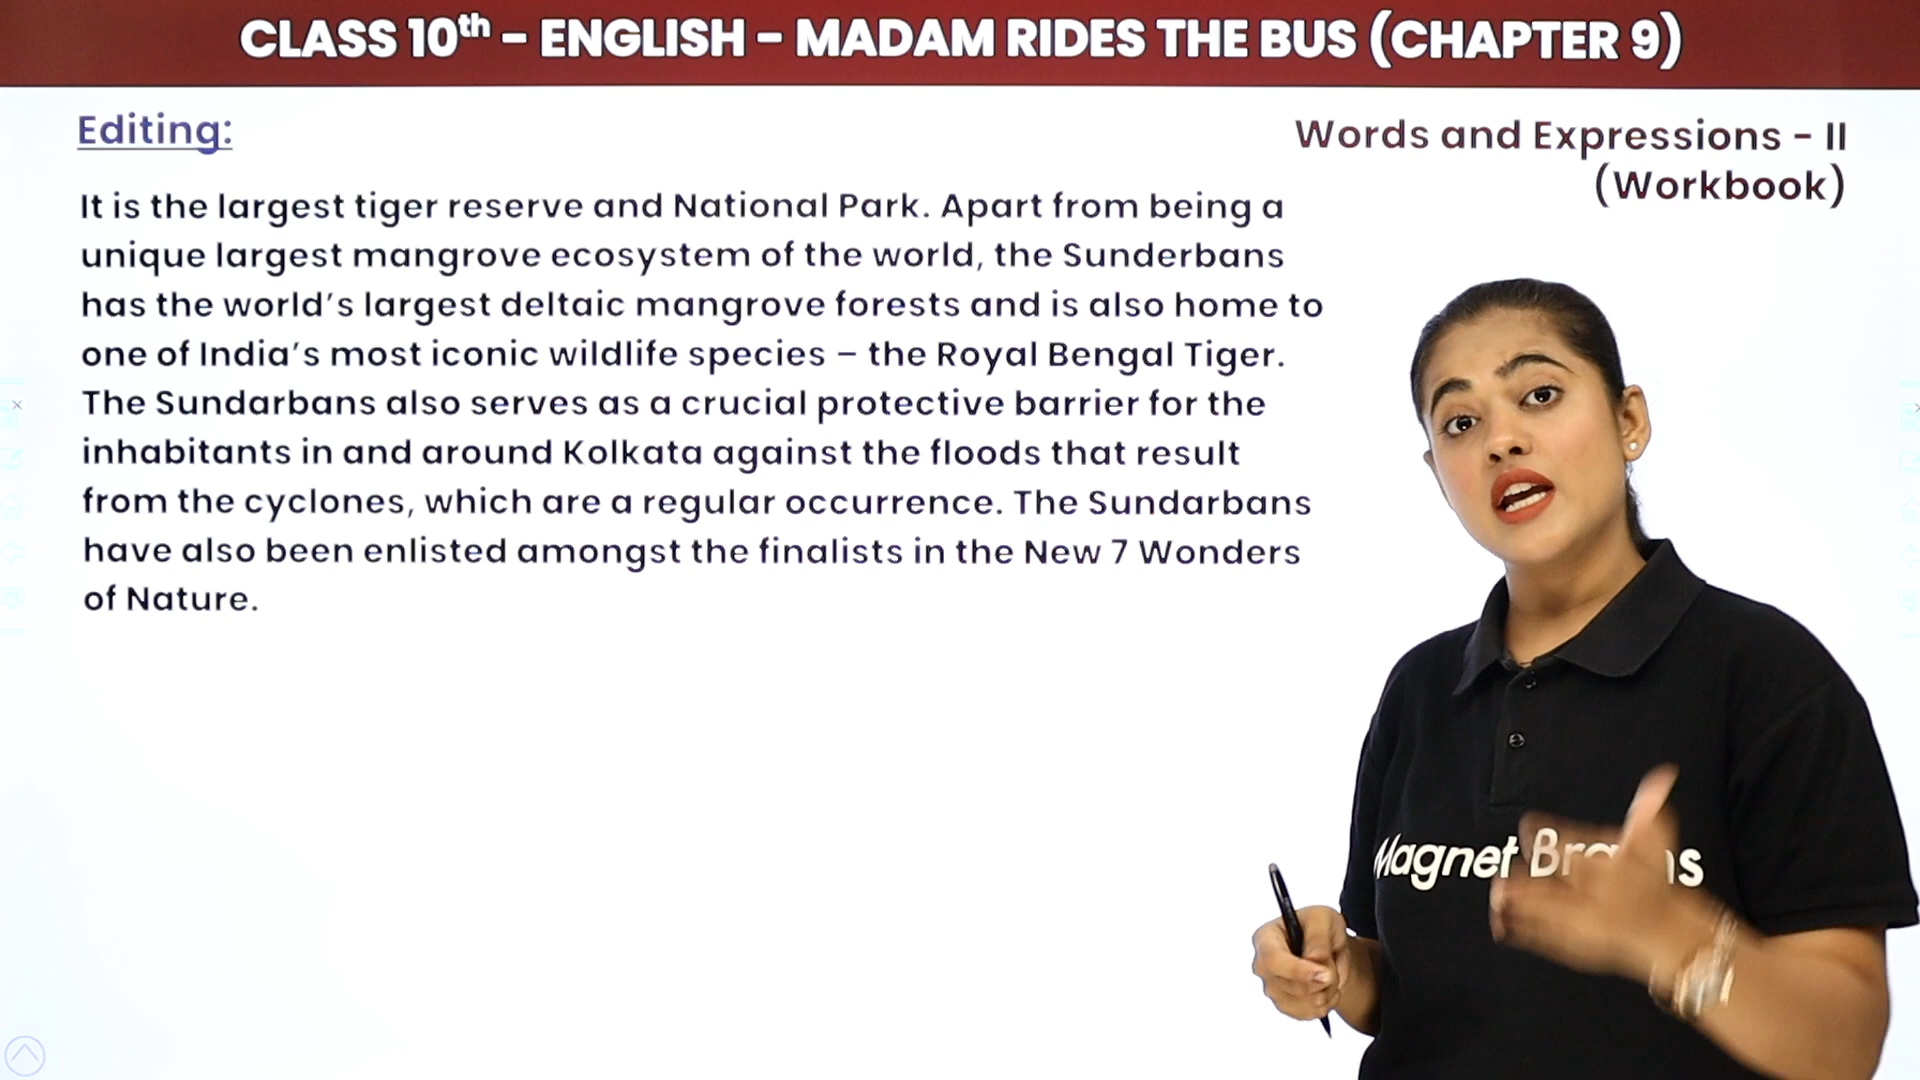 CLASS 10th - ENGLISH - MADAM RIDES THE BUS (CHAPTER 9)
Editing:
Words and Expressions - II
(Workbook)
It is the largest tiger reserve and National Park. Apart from being a
unique largest mangrove ecosystem of the world, the Sunderbans
has the world's largest deltaic mangrove forests and is also home to
one of India's most iconic wildlife species – the Royal Bengal Tiger.
The Sundarbans also serves as a crucial protective barrier for the
inhabitants in and around Kolkata against the floods that result
from the cyclones, which are a regular occurrence. The Sundarbans
have also been enlisted amongst the finalists in the New 7 Wonders
of Nature.
Magnet